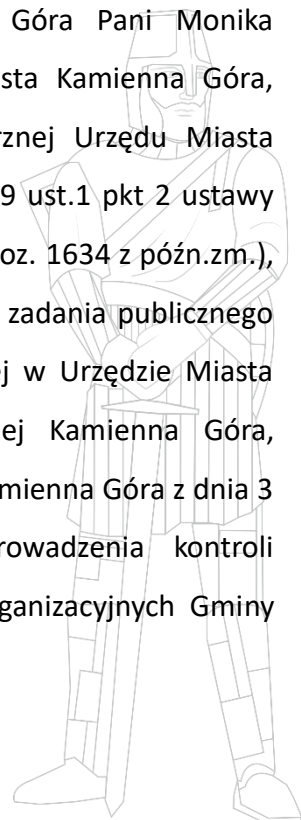 Góra Pani Monika
sta Kamienna Góra,
rznej Urzędu Miasta
9 ust.1 pkt 2 ustawy
oz. 1634 z późn.zm.),
zadania publicznego
ej w Urzędzie Miasta
ej Kamienna Góra,
mienna Góra z dnia 3
rowadzenia kontroli
ganizacyjnych Gminy